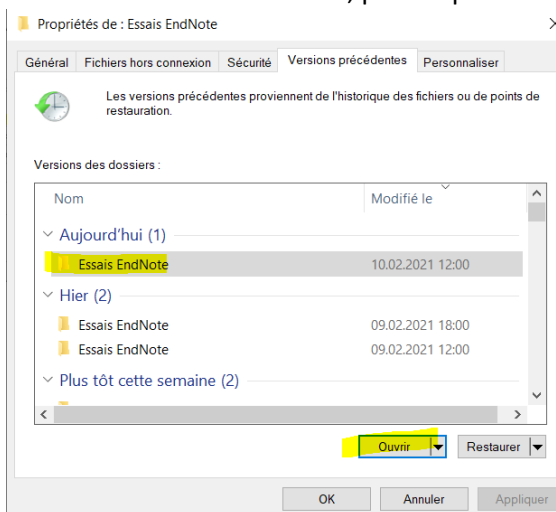 Propriétés de : Essais EndNote
Général Fichiers hors connexion Sécurité Versions précédentes Personnaliser
Les versions précédentes proviennent de l'historique des fichiers ou de points de
restauration.
Versions des dossiers :
Nom Modifié le
Aujourd'hui (1)
Essais EndNote 10.02.2021 12:00
Hier (2)
Essais EndNote 09.02.2021 18:00
Essais EndNote 09.02.2021 12:00
Plus tôt cette semaine (2)
Ouvrir Restaurer
OK Annuler Appliquer